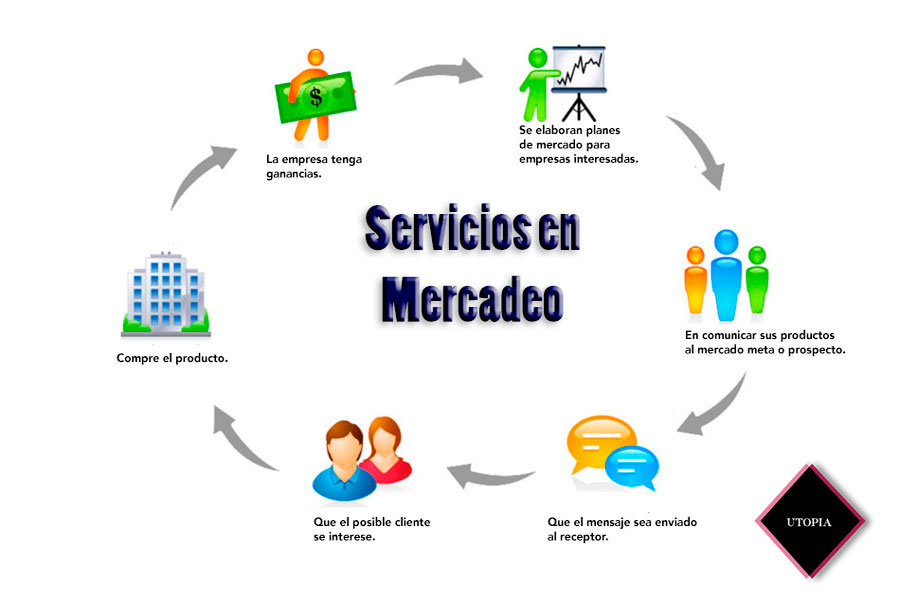 Servicios en
Mercadeo
$
La empresa tenga
ganancias.
Se elaboran planes
de mercado para
empresas interesadas.
En comunicar sus productos
al mercado meta o prospecto.
Que el mensaje sea enviado
al receptor.
Que el posible cliente
se interese.
Compre el producto.
UTOPIA